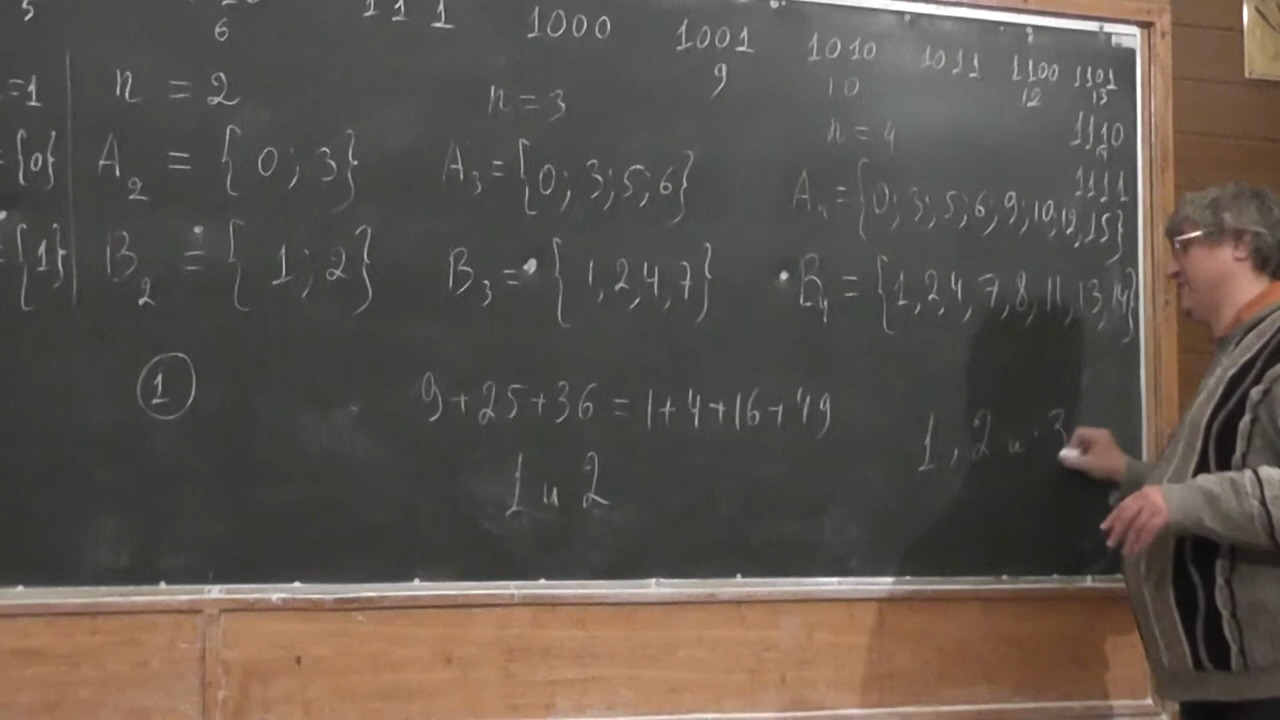 5 6 1 1 1 1000 1001 1010 1011 1100 1101
9 10 12 13
=1 n = 2 n = 3 n = 4 1110
= {0} A₂ = { 0; 3} A₃ = {0; 3; 5; 6} 1111
A₄ = {0; 3; 5; 6; 9; 10, 12, 15}
= {1} B₂ = { 1; 2} B₃ = { 1, 2, 4, 7} B₄ = {1, 2, 4, 7, 8, 11, 13, 14}
1
9+25+36 = 1+4+16+49
1 и 2
1, 2 и 3